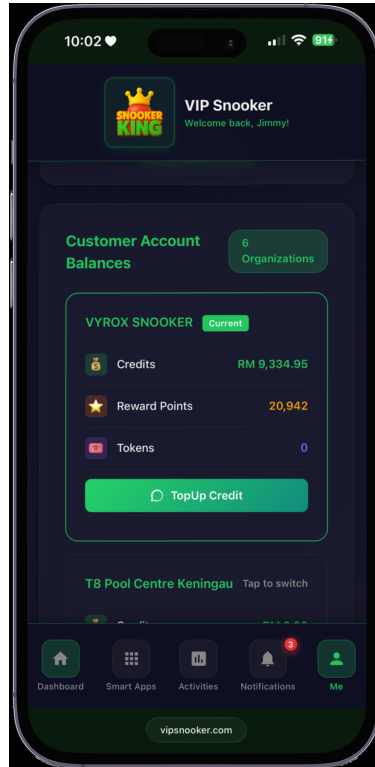 10:02
91
SNOOKER
KING
VIP Snooker
Welcome back, Jimmy!
Customer Account
Balances
6
Organizations
VYROX SNOOKER
Current
Credits
RM 9,334.95
Reward Points
20,942
Tokens
0
TopUp Credit
T8 Pool Centre Keningau
Tap to switch
3
Dashboard
Smart Apps
Activities
Notifications
Me
vipsnooker.com